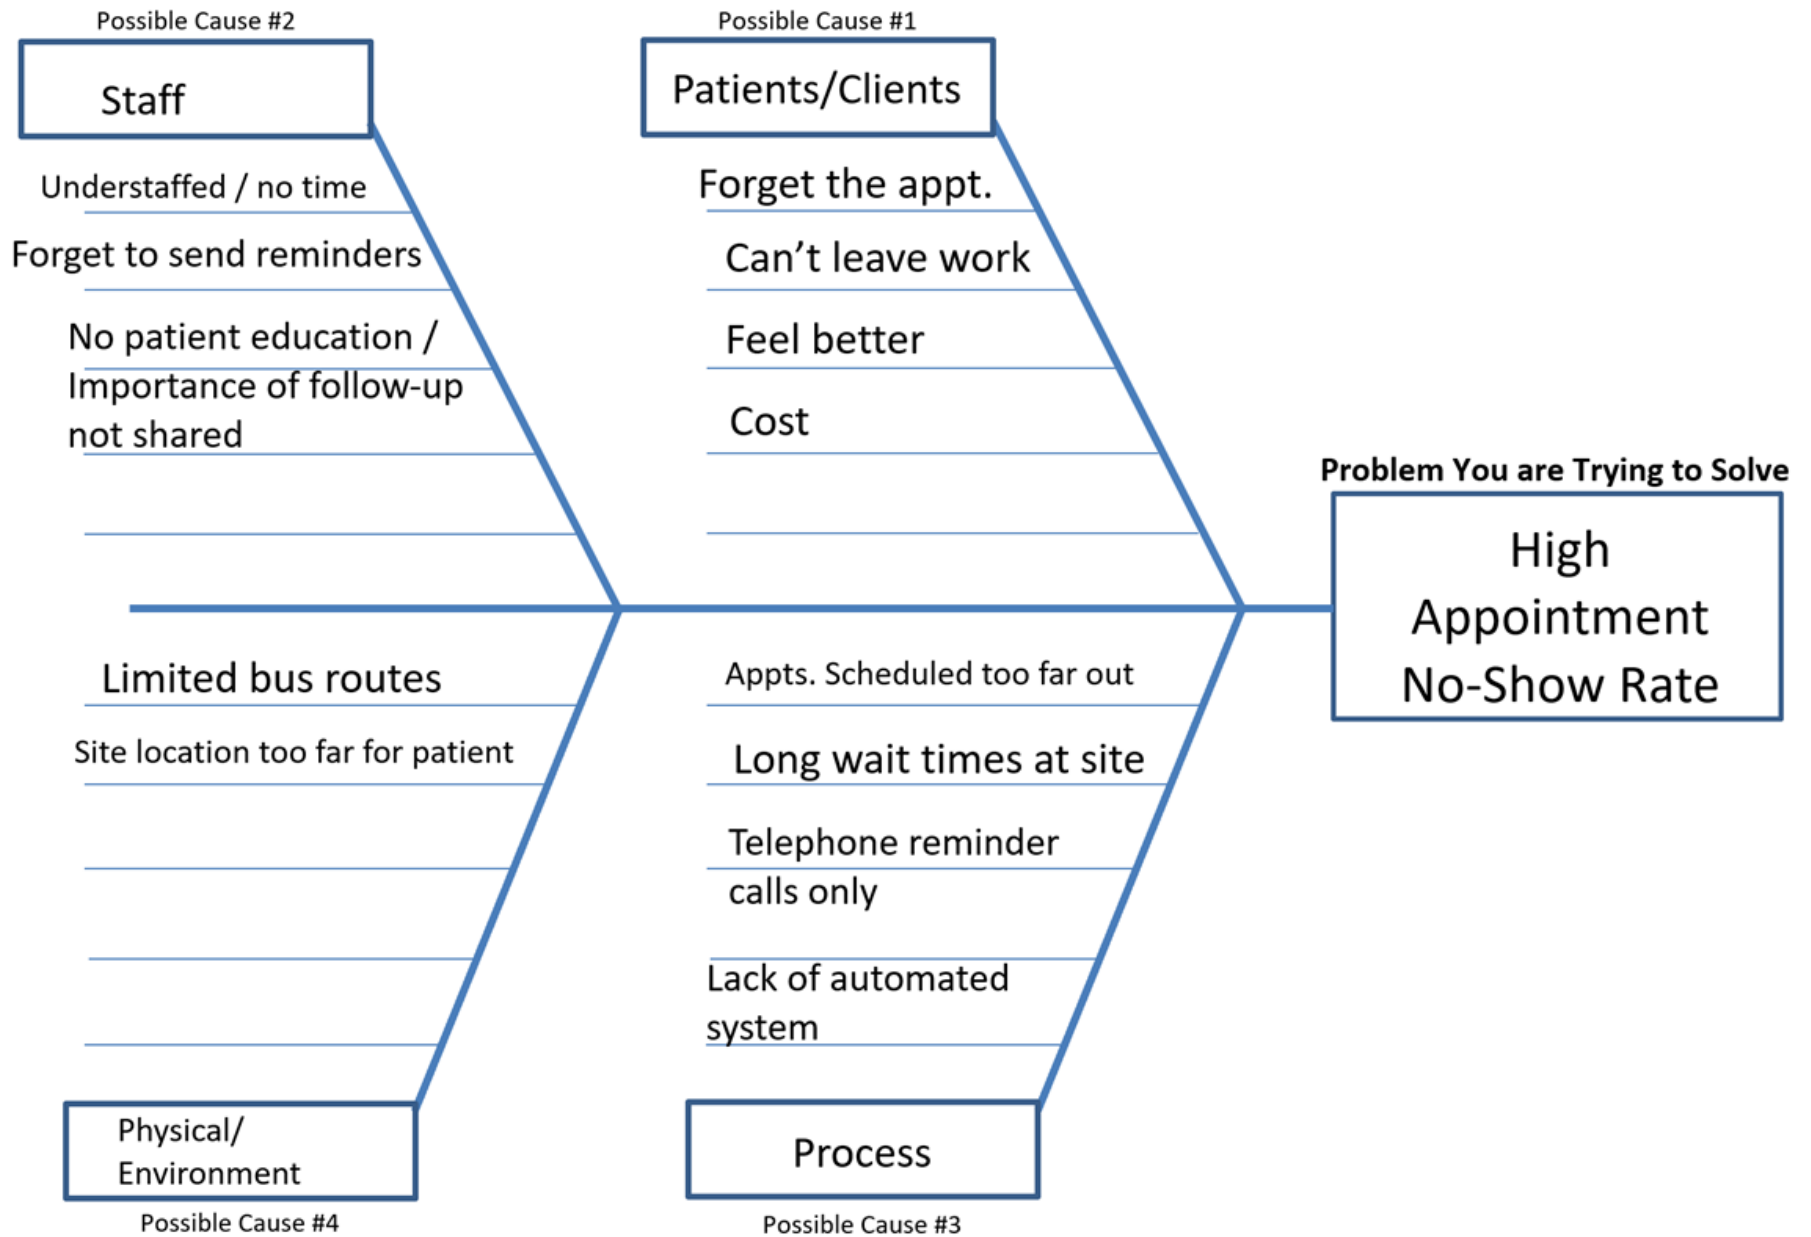 Possible Cause #2
Staff
Understaffed / no time
Forget to send reminders
No patient education /
Importance of follow-up
not shared
Possible Cause #1
Patients/Clients
Forget the appt.
Can’t leave work
Feel better
Cost
Problem You are Trying to Solve
High
Appointment
No-Show Rate
Limited bus routes
Site location too far for patient
Physical/
Environment
Possible Cause #4
Appts. Scheduled too far out
Long wait times at site
Telephone reminder
calls only
Lack of automated
system
Process
Possible Cause #3